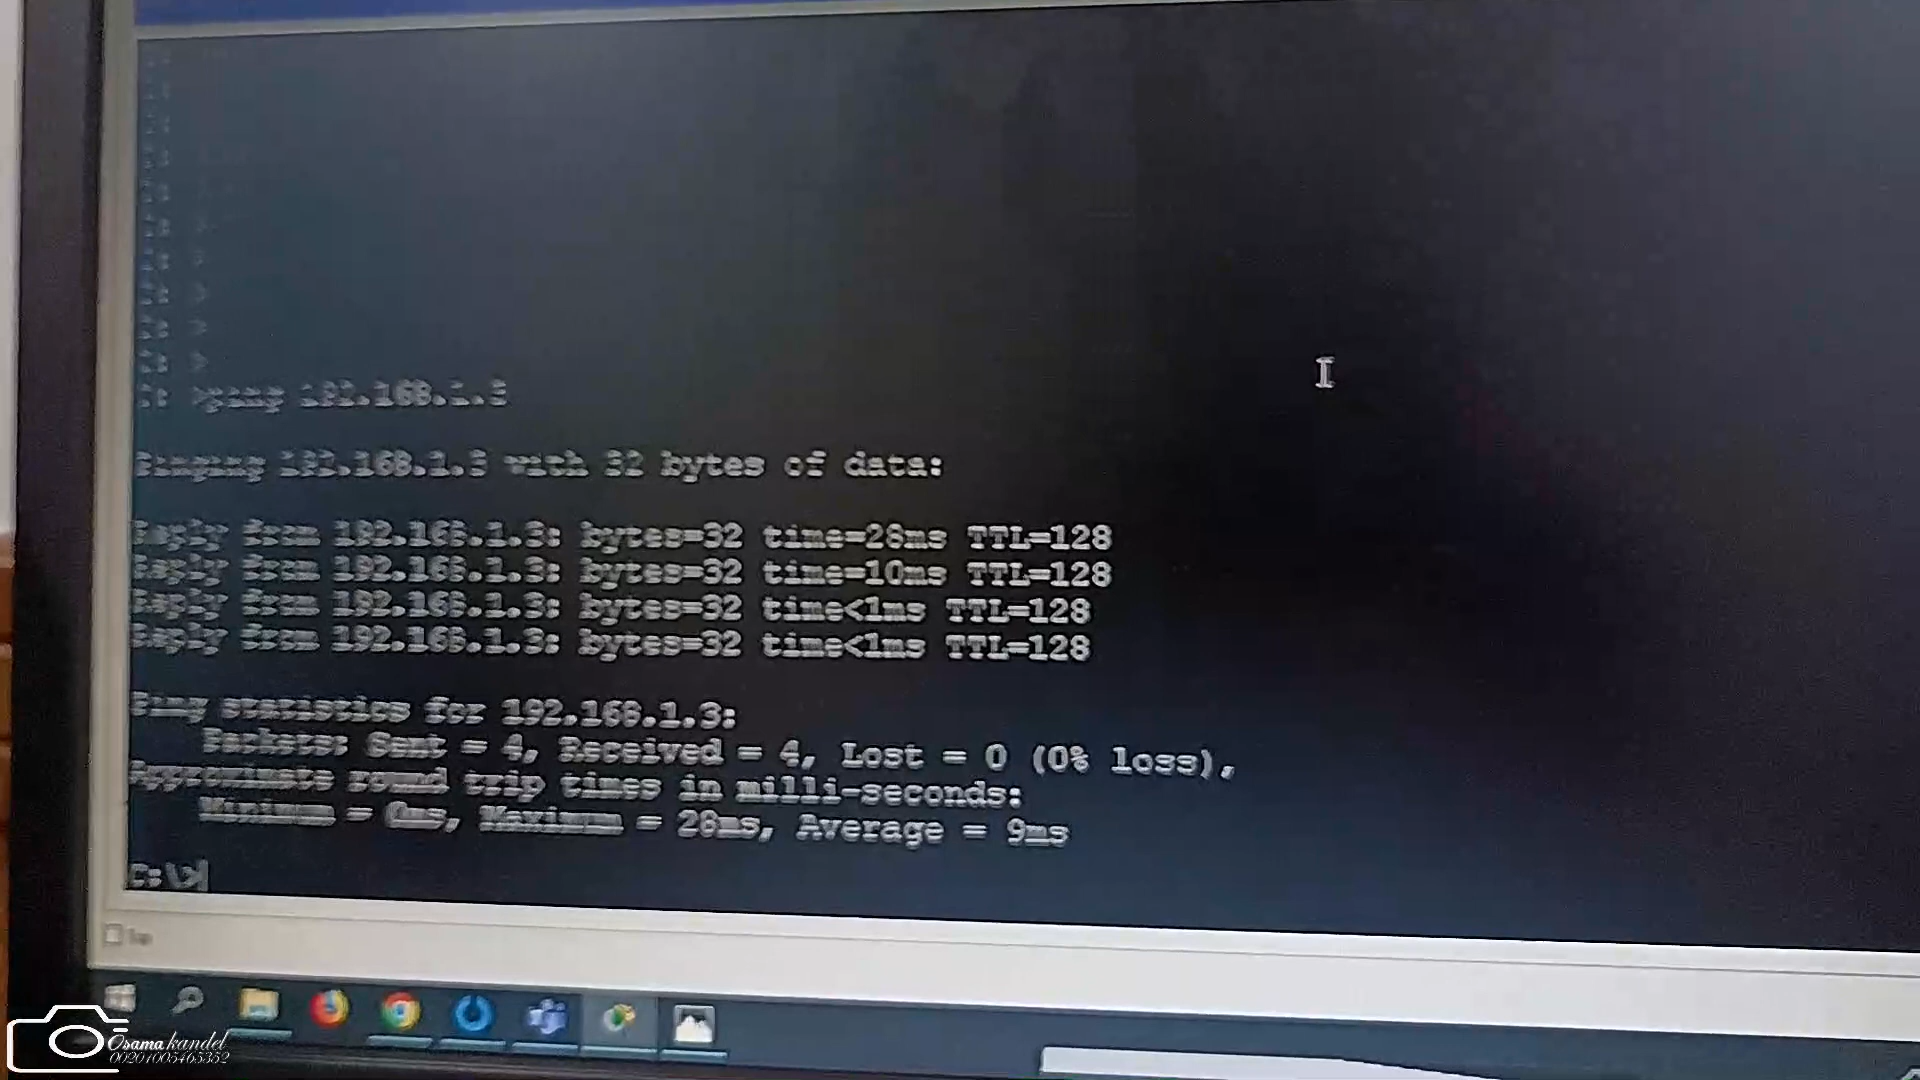 C:\>ping 192.168.1.3
Pinging 192.168.1.3 with 32 bytes of data:
Reply from 192.168.1.3: bytes=32 time=28ms TTL=128
Reply from 192.168.1.3: bytes=32 time=10ms TTL=128
Reply from 192.168.1.3: bytes=32 time<1ms TTL=128
Reply from 192.168.1.3: bytes=32 time<1ms TTL=128
Ping statistics for 192.168.1.3:
Packets: Sent = 4, Received = 4, Lost = 0 (0% loss),
Approximate round trip times in milli-seconds:
Minimum = 0ms, Maximum = 28ms, Average = 9ms
C:\>
Osama kandel
00201005465352